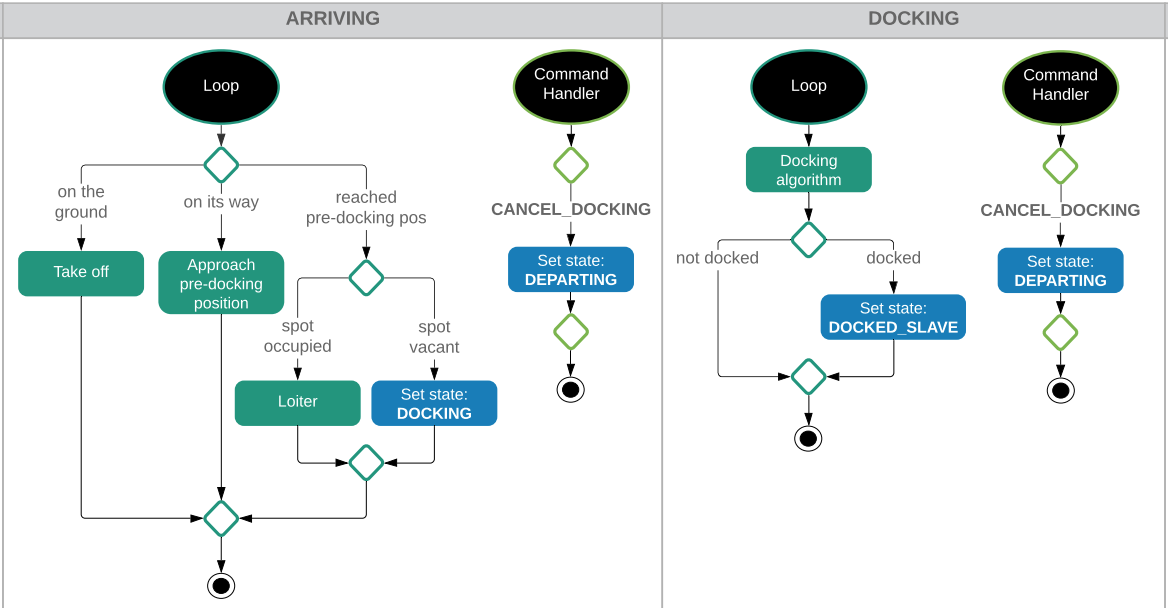 ARRIVING
Loop
Command
Handler
on the
ground
on its way
reached
pre-docking pos
CANCEL_DOCKING
Take off
Approach
pre-docking
position
Set state:
DEPARTING
spot
occupied
spot
vacant
Loiter
Set state:
DOCKING
DOCKING
Loop
Command
Handler
Docking
algorithm
CANCEL_DOCKING
not docked
docked
Set state:
DEPARTING
Set state:
DOCKED_SLAVE